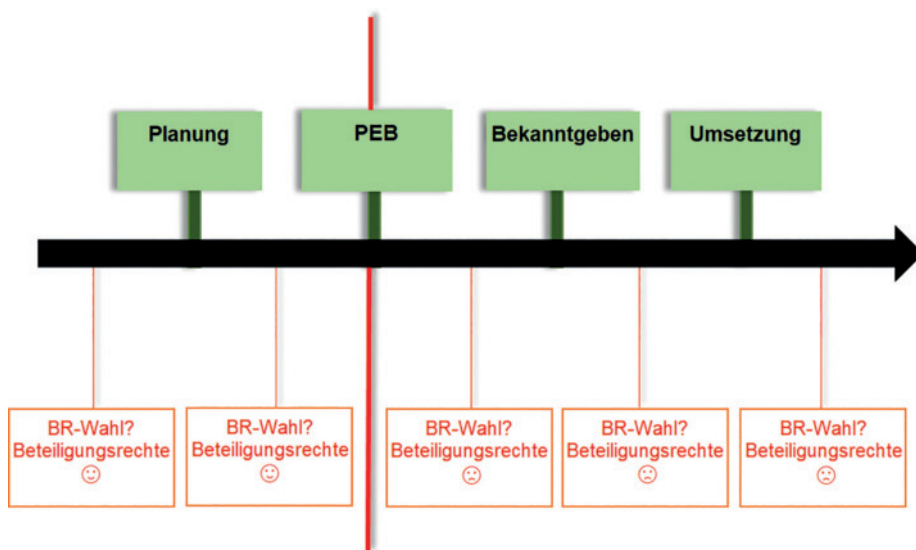 Planung
PEB
Bekanntgeben
Umsetzung
BR-Wahl?
Beteiligungsrechte
☺
BR-Wahl?
Beteiligungsrechte
☺
BR-Wahl?
Beteiligungsrechte
☹
BR-Wahl?
Beteiligungsrechte
☹
BR-Wahl?
Beteiligungsrechte
☹